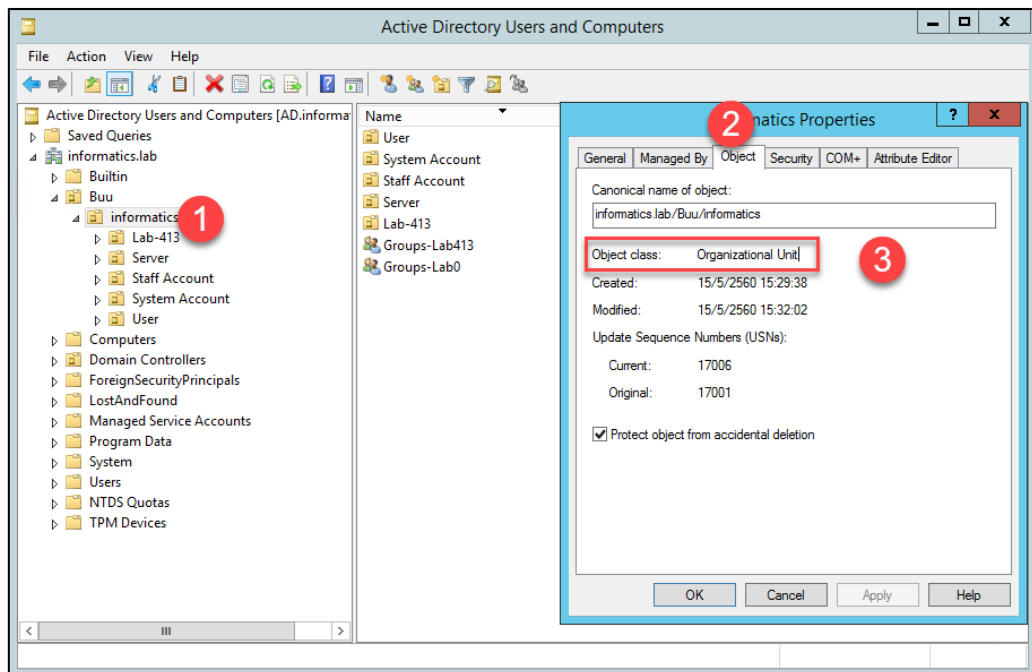 Active Directory Users and Computers
File Action View Help
Active Directory Users and Computers [AD.informa
Saved Queries
informatics.lab
Builtin
Buu
informatics
1
Lab-413
Server
Staff Account
System Account
User
Computers
Domain Controllers
ForeignSecurityPrincipals
LostAndFound
Managed Service Accounts
Program Data
System
Users
NTDS Quotas
TPM Devices
Name
User
System Account
Staff Account
Server
Lab-413
Groups-Lab413
Groups-Lab0
2
matics Properties
?
x
General Managed By Object Security COM+ Attribute Editor
Canonical name of object:
informatics.lab/Buu/informatics
Object class: Organizational Unit
3
Created: 15/5/2560 15:29:38
Modified: 15/5/2560 15:32:02
Update Sequence Numbers (USNs):
Current: 17006
Original: 17001
Protect object from accidental deletion
OK Cancel Apply Help